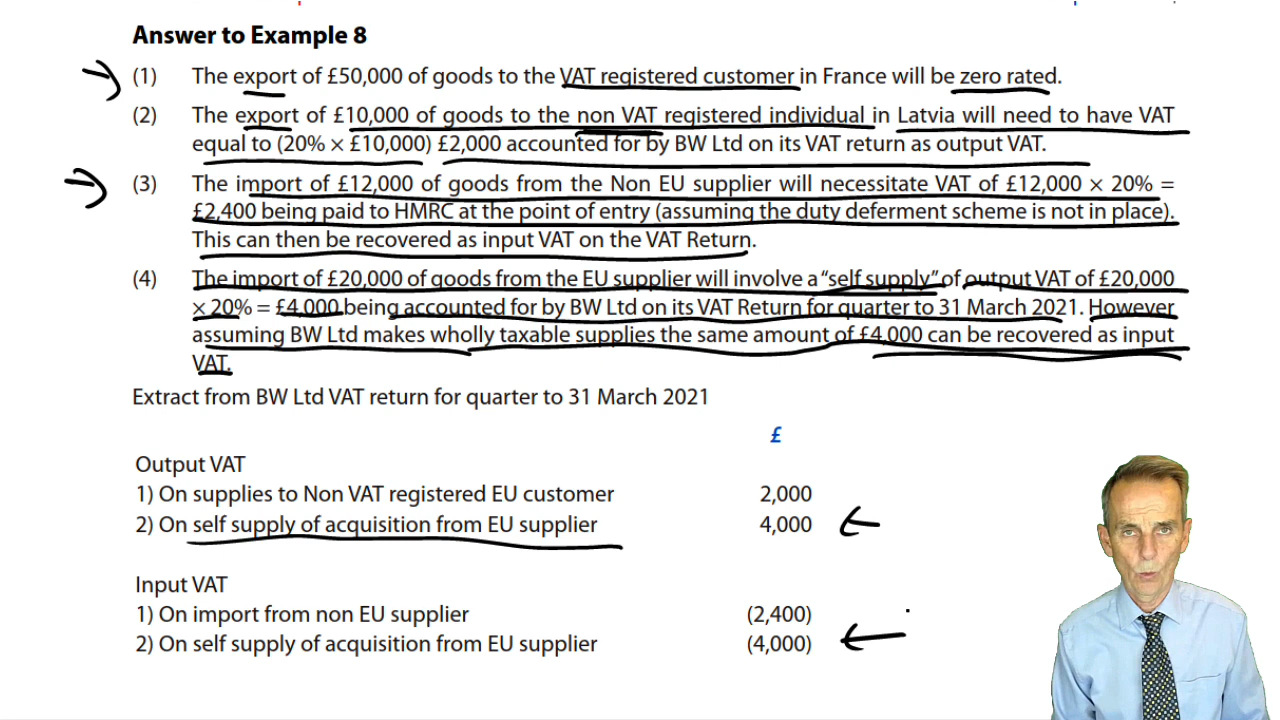 Answer to Example 8
(1) The export of £50,000 of goods to the VAT registered customer in France will be zero rated.
(2) The export of £10,000 of goods to the non VAT registered individual in Latvia will need to have VAT
equal to (20% × £10,000) £2,000 accounted for by BW Ltd on its VAT return as output VAT.
(3) The import of £12,000 of goods from the Non EU supplier will necessitate VAT of £12,000 × 20% =
£2,400 being paid to HMRC at the point of entry (assuming the duty deferment scheme is not in place).
This can then be recovered as input VAT on the VAT Return.
(4) The import of £20,000 of goods from the EU supplier will involve a “self supply” of output VAT of £20,000
× 20% = £4,000 being accounted for by BW Ltd on its VAT Return for quarter to 31 March 2021. However
assuming BW Ltd makes wholly taxable supplies the same amount of £4,000 can be recovered as input
VAT.
Extract from BW Ltd VAT return for quarter to 31 March 2021
£
Output VAT
1) On supplies to Non VAT registered EU customer 2,000
2) On self supply of acquisition from EU supplier 4,000
Input VAT
1) On import from non EU supplier (2,400)
2) On self supply of acquisition from EU supplier (4,000)